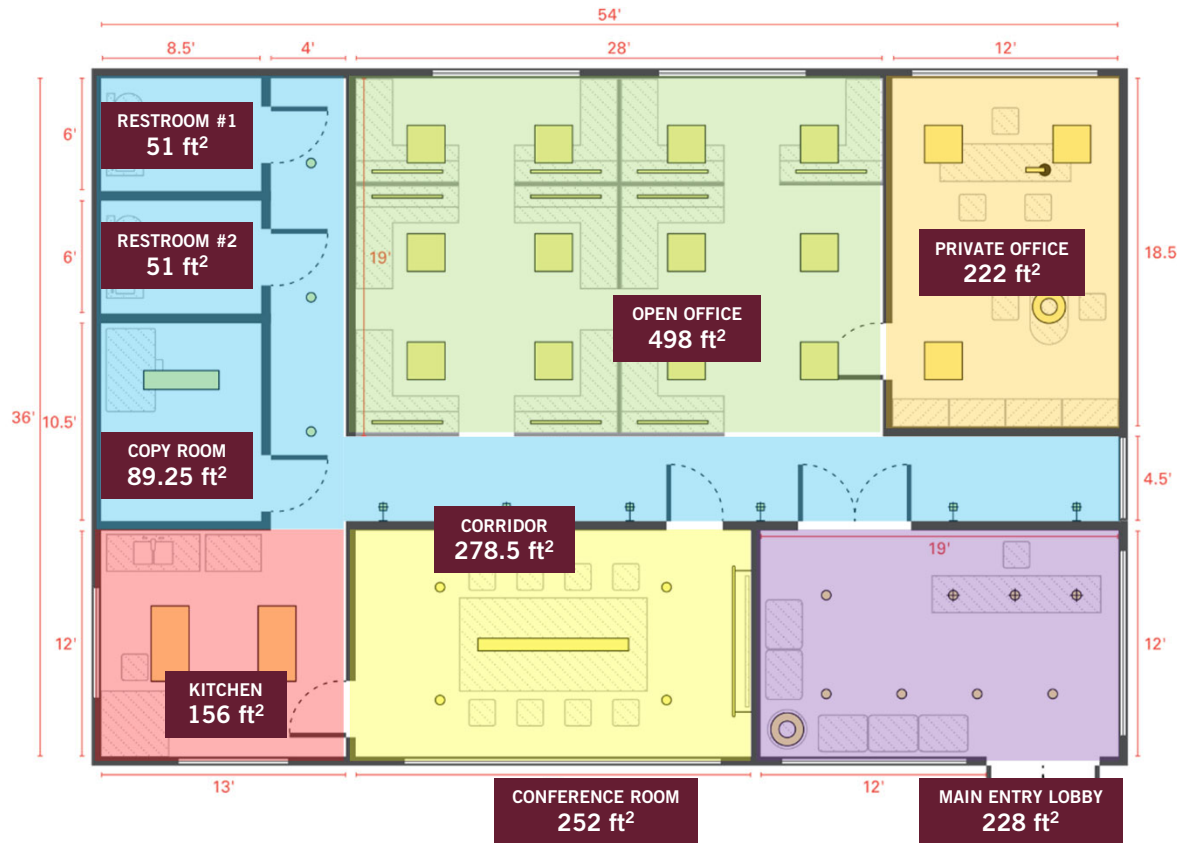 54'
8.5'
4'
28'
12'
RESTROOM #1
51 ft²
6'
RESTROOM #2
51 ft²
6'
19'
PRIVATE OFFICE
222 ft²
18.5
OPEN OFFICE
498 ft²
36'
10.5'
COPY ROOM
89.25 ft²
4.5'
CORRIDOR
278.5 ft²
19'
12'
12'
KITCHEN
156 ft²
13'
12'
CONFERENCE ROOM
252 ft²
MAIN ENTRY LOBBY
228 ft²